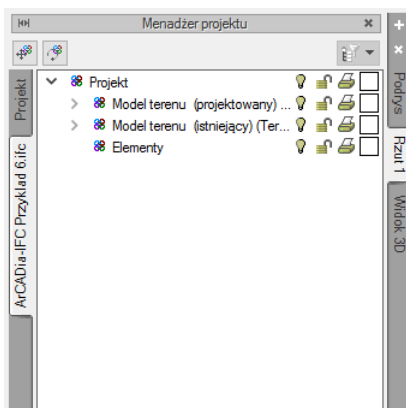 Menadżer projektu
Projekt
ArCADia-IFC Przyklad 6.ifc
Projekt
Model terenu (projektowany) ...
Model terenu (istniejący) (Ter...
Elementy
Podrys
Rzut 1
Widok 3D